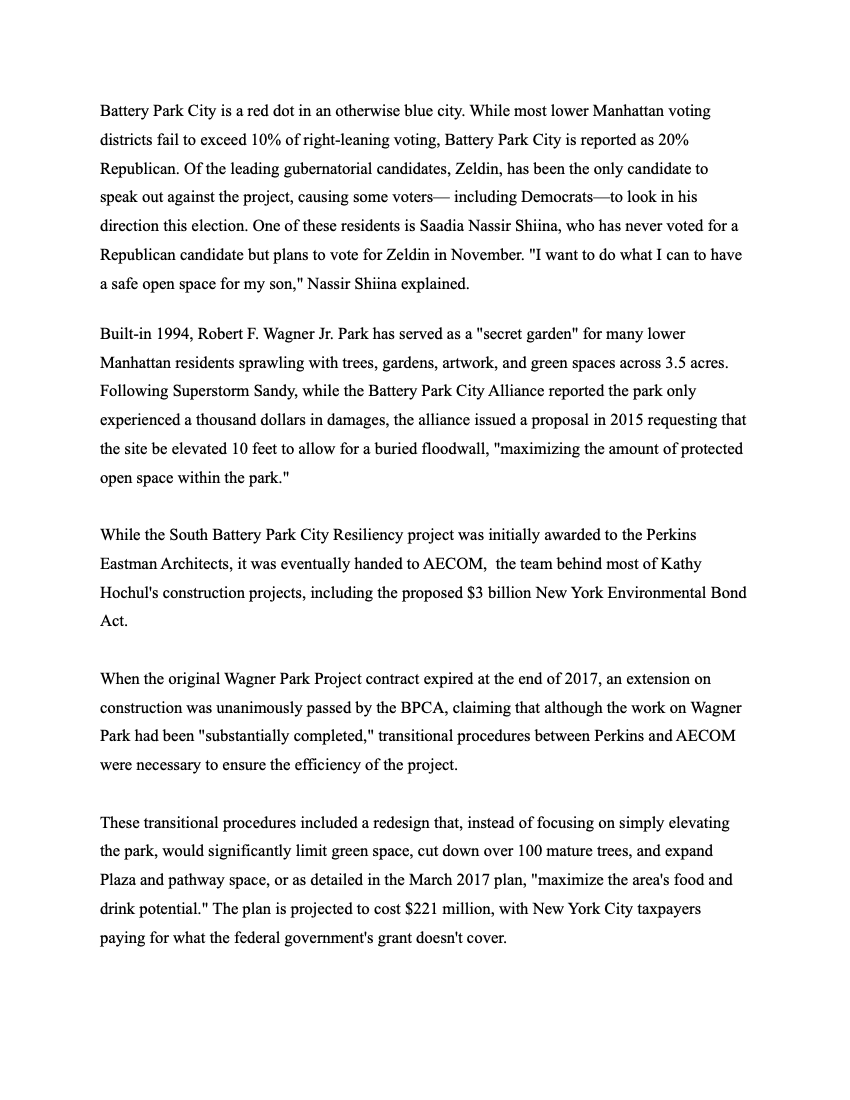 Battery Park City is a red dot in an otherwise blue city. While most lower Manhattan voting
districts fail to exceed 10% of right-leaning voting, Battery Park City is reported as 20%
Republican. Of the leading gubernatorial candidates, Zeldin, has been the only candidate to
speak out against the project, causing some voters— including Democrats—to look in his
direction this election. One of these residents is Saadia Nassir Shiina, who has never voted for a
Republican candidate but plans to vote for Zeldin in November. "I want to do what I can to have
a safe open space for my son," Nassir Shiina explained.
Built-in 1994, Robert F. Wagner Jr. Park has served as a "secret garden" for many lower
Manhattan residents sprawling with trees, gardens, artwork, and green spaces across 3.5 acres.
Following Superstorm Sandy, while the Battery Park City Alliance reported the park only
experienced a thousand dollars in damages, the alliance issued a proposal in 2015 requesting that
the site be elevated 10 feet to allow for a buried floodwall, "maximizing the amount of protected
open space within the park."
While the South Battery Park City Resiliency project was initially awarded to the Perkins
Eastman Architects, it was eventually handed to AECOM,  the team behind most of Kathy
Hochul's construction projects, including the proposed $3 billion New York Environmental Bond
Act.
When the original Wagner Park Project contract expired at the end of 2017, an extension on
construction was unanimously passed by the BPCA, claiming that although the work on Wagner
Park had been "substantially completed," transitional procedures between Perkins and AECOM
were necessary to ensure the efficiency of the project.
These transitional procedures included a redesign that, instead of focusing on simply elevating
the park, would significantly limit green space, cut down over 100 mature trees, and expand
Plaza and pathway space, or as detailed in the March 2017 plan, "maximize the area's food and
drink potential." The plan is projected to cost $221 million, with New York City taxpayers
paying for what the federal government's grant doesn't cover.